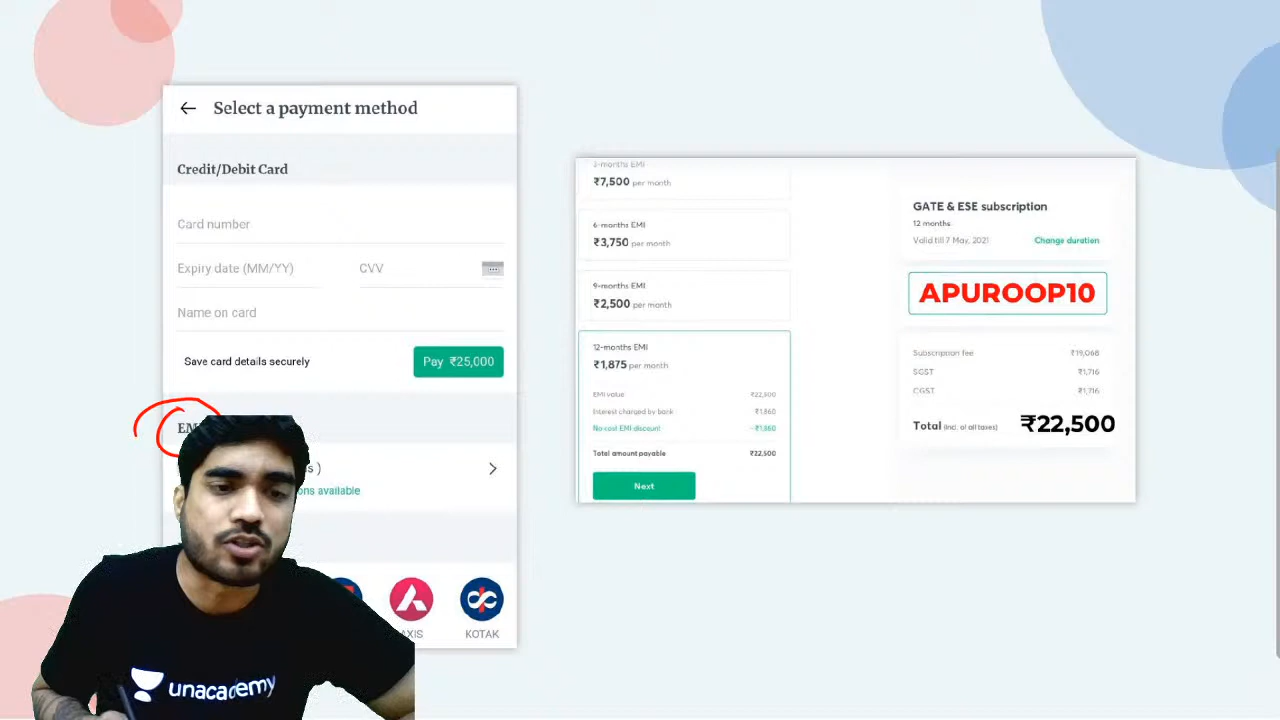 Select a payment method
Credit/Debit Card
Card number
Expiry date (MM/YY) CVV
Name on card
Save card details securely
Pay ₹25,000
s )
ons available
AXIS
KOTAK
unacademy
3-months EMI
₹7,500 per month
6-months EMI
₹3,750 per month
9-months EMI
₹2,500 per month
12-months EMI
₹1,875 per month
EMI value ₹22,500
Interest charged by bank ₹1,860
No cost EMI discount -₹1,860
Total amount payable ₹22,500
Next
GATE & ESE subscription
12 months
Valid till 7 May, 2021 Change duration
APUROOP10
Subscription fee ₹19,068
SGST ₹1,716
CGST ₹1,716
Total (Incl. of all taxes) ₹22,500